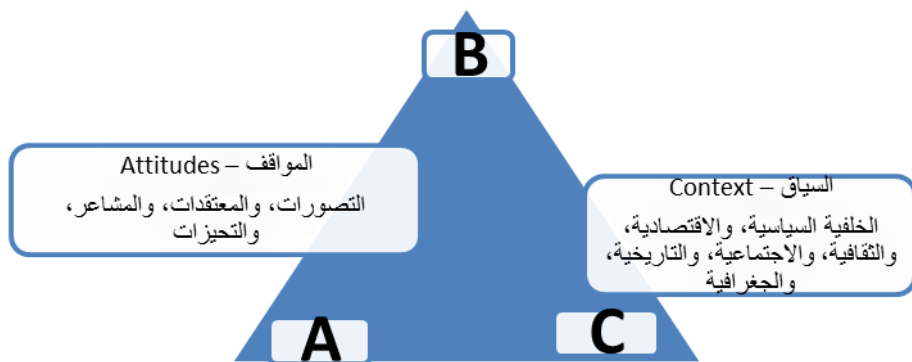 B
المواقف – Attitudes
التصورات، والمعتقدات، والمشاعر،
والتحيزات
السياق – Context
الخلفية السياسية، والاقتصادية،
والثقافية، والاجتماعية، والتاريخية،
والجغرافية
A
C